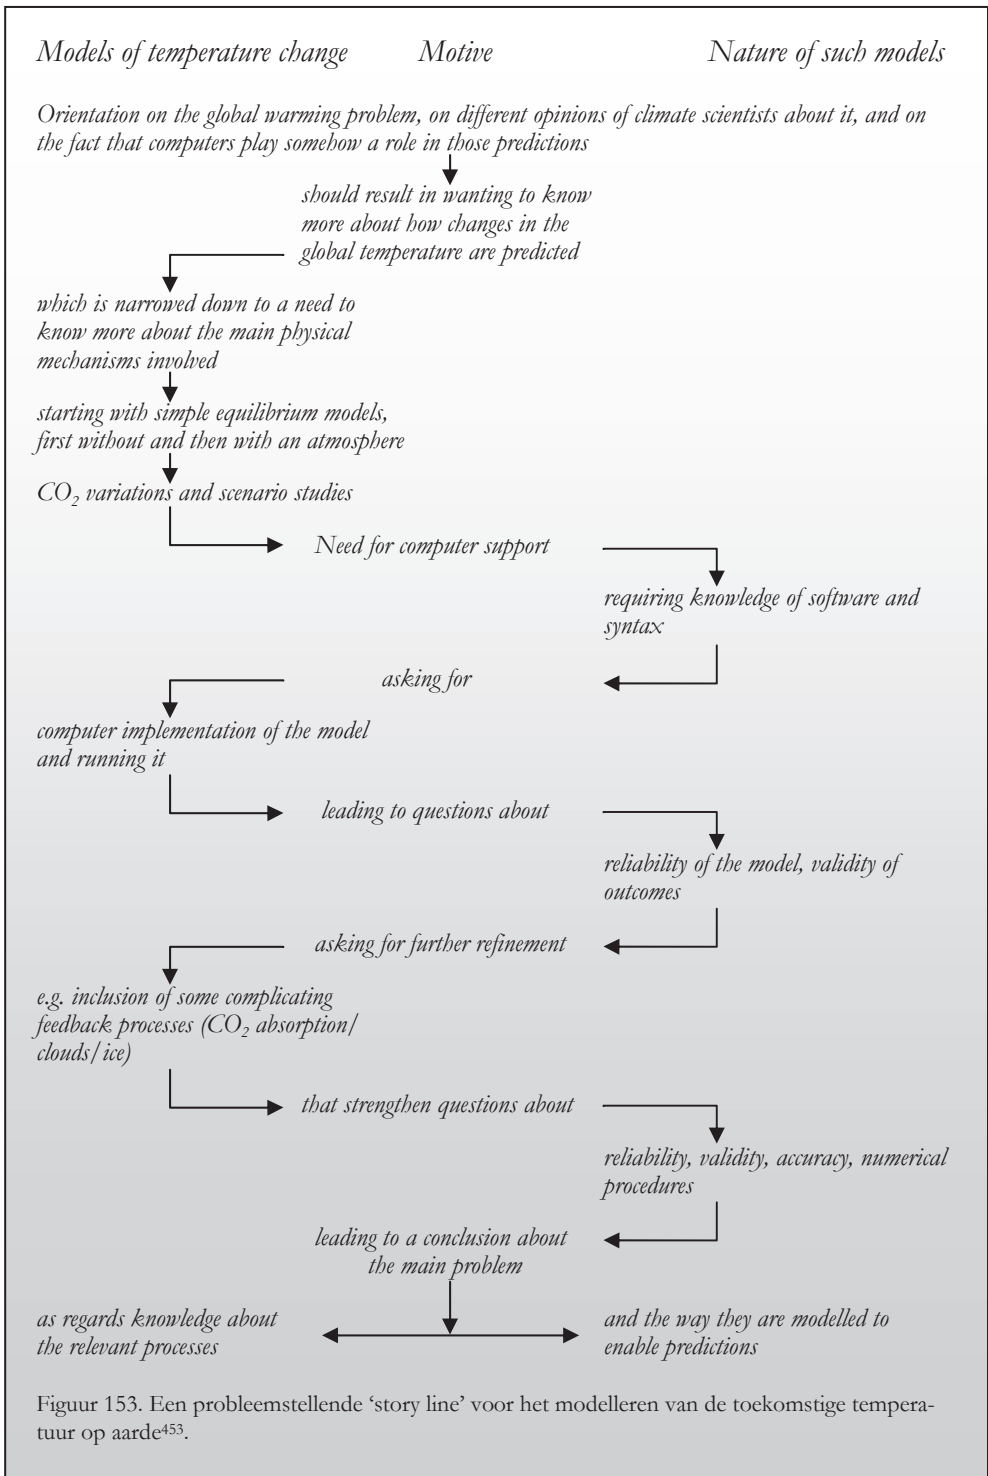 Models of temperature change Motive Nature of such models
Orientation on the global warming problem, on different opinions of climate scientists about it, and on
the fact that computers play somehow a role in those predictions
should result in wanting to know
more about how changes in the
global temperature are predicted
which is narrowed down to a need to
know more about the main physical
mechanisms involved
starting with simple equilibrium models,
first without and then with an atmosphere
CO₂ variations and scenario studies
Need for computer support
requiring knowledge of software and
syntax
asking for
computer implementation of the model
and running it
leading to questions about
reliability of the model, validity of
outcomes
asking for further refinement
e.g. inclusion of some complicating
feedback processes (CO₂ absorption/
clouds/ice)
that strengthen questions about
reliability, validity, accuracy, numerical
procedures
leading to a conclusion about
the main problem
as regards knowledge about
the relevant processes
and the way they are modelled to
enable predictions
Figuur 153. Een probleemstellende ‘story line’ voor het modelleren van de toekomstige tempera-
tuur op aarde⁴⁵³.